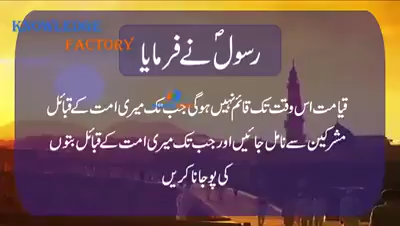 KNOWLEDGE
FACTORY
رسولؐ نے فرمایا
قیامت اس وقت تک قائم نہیں ہوگی جب تک میری امت کے قبائل
مشرکین سے نا مل جائیں اور جب تک میری امت کے قبائل بتوں
کی پوجا نا کریں